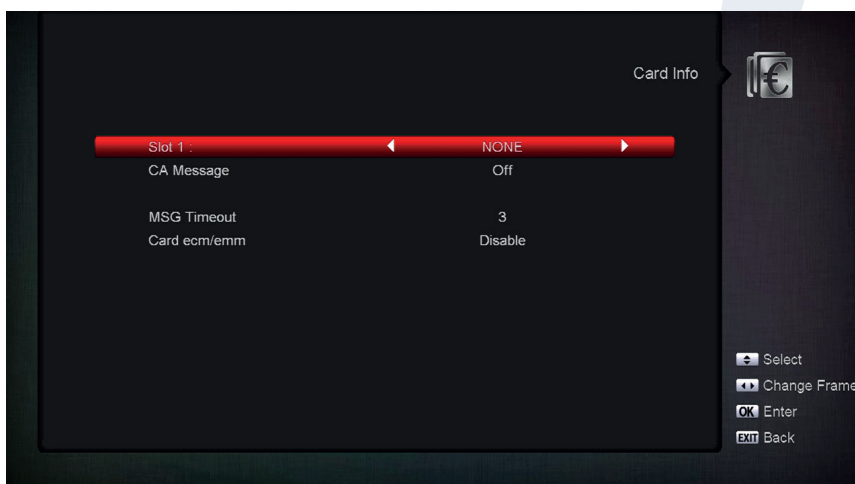 Card Info
€
Slot 1 : NONE
CA Message Off
MSG Timeout 3
Card ecm/emm Disable
Select
Change Frame
OK Enter
EXIT Back